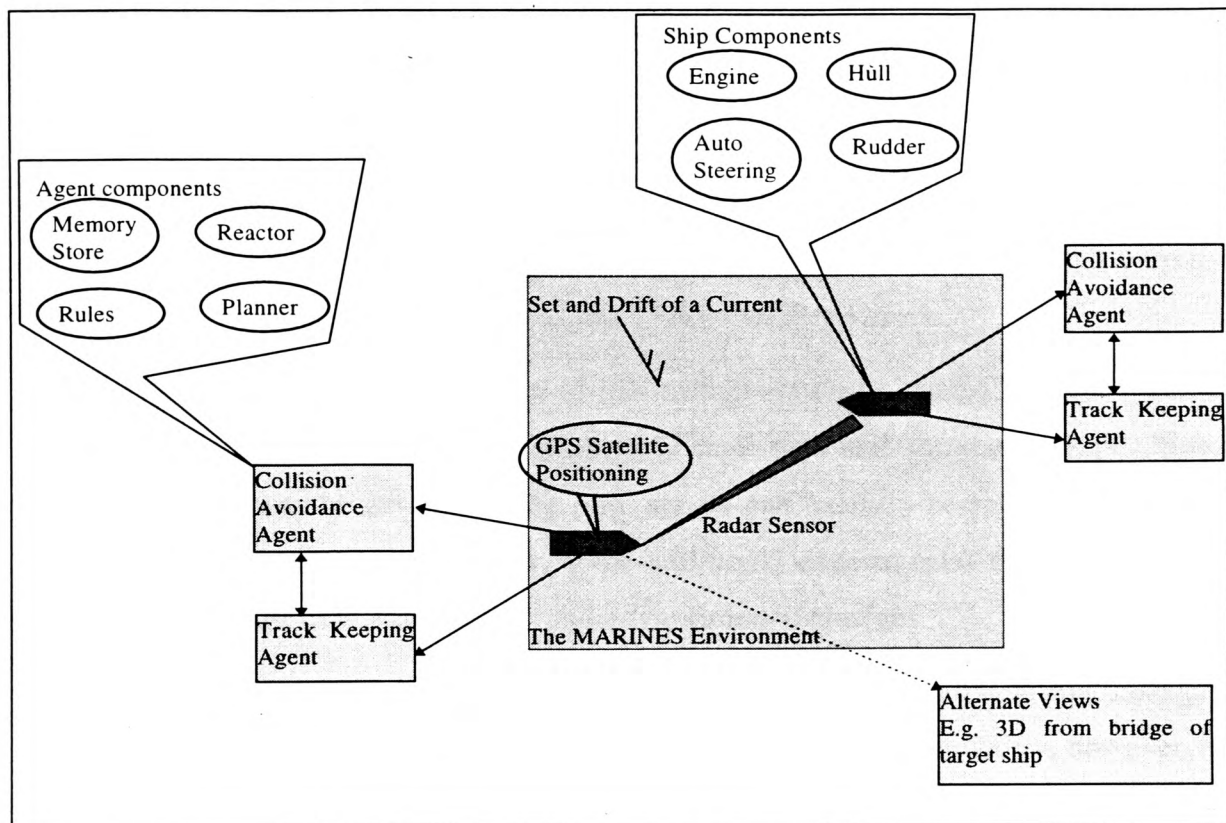 Ship Components
Engine
Hùll
Auto
Steering
Rudder
Agent components
Memory
Store
Reactor
Rules
Planner
Set and Drift of a Current
GPS Satellite
Positioning
Radar Sensor
The MARINES Environment
Collision
Avoidance
Agent
Track Keeping
Agent
Collision
Avoidance
Agent
Track Keeping
Agent
Alternate Views
E.g. 3D from bridge of
target ship